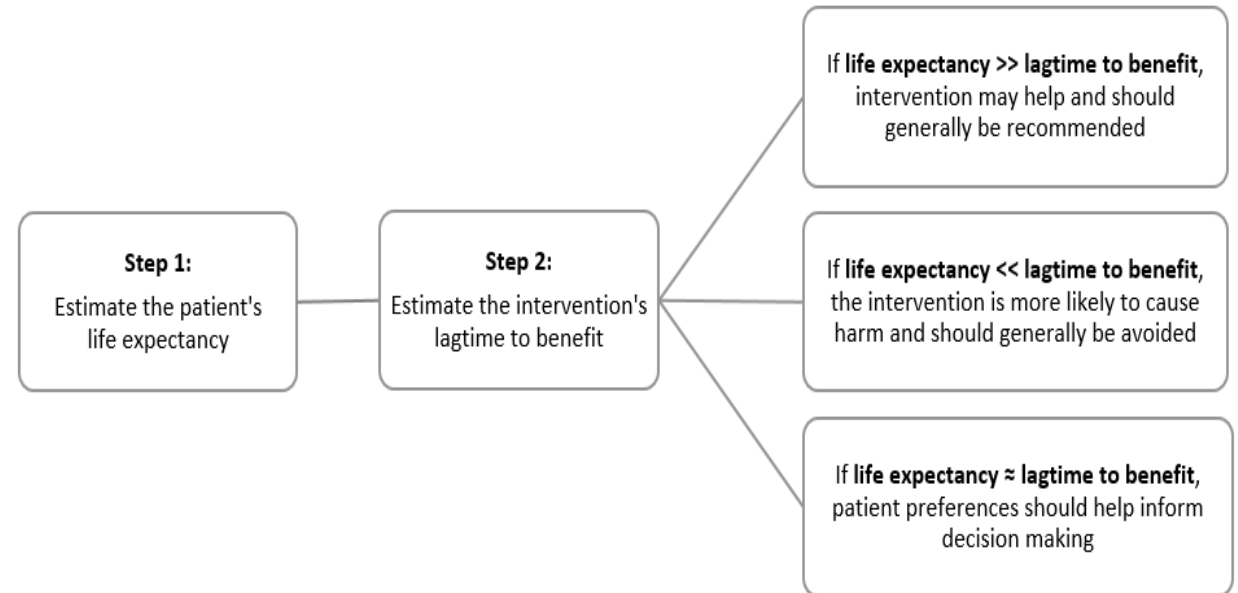 Step 1:
Estimate the patient's
life expectancy
Step 2:
Estimate the intervention's
lagtime to benefit
If life expectancy >> lagtime to benefit,
intervention may help and should
generally be recommended
If life expectancy << lagtime to benefit,
the intervention is more likely to cause
harm and should generally be avoided
If life expectancy ≈ lagtime to benefit,
patient preferences should help inform
decision making